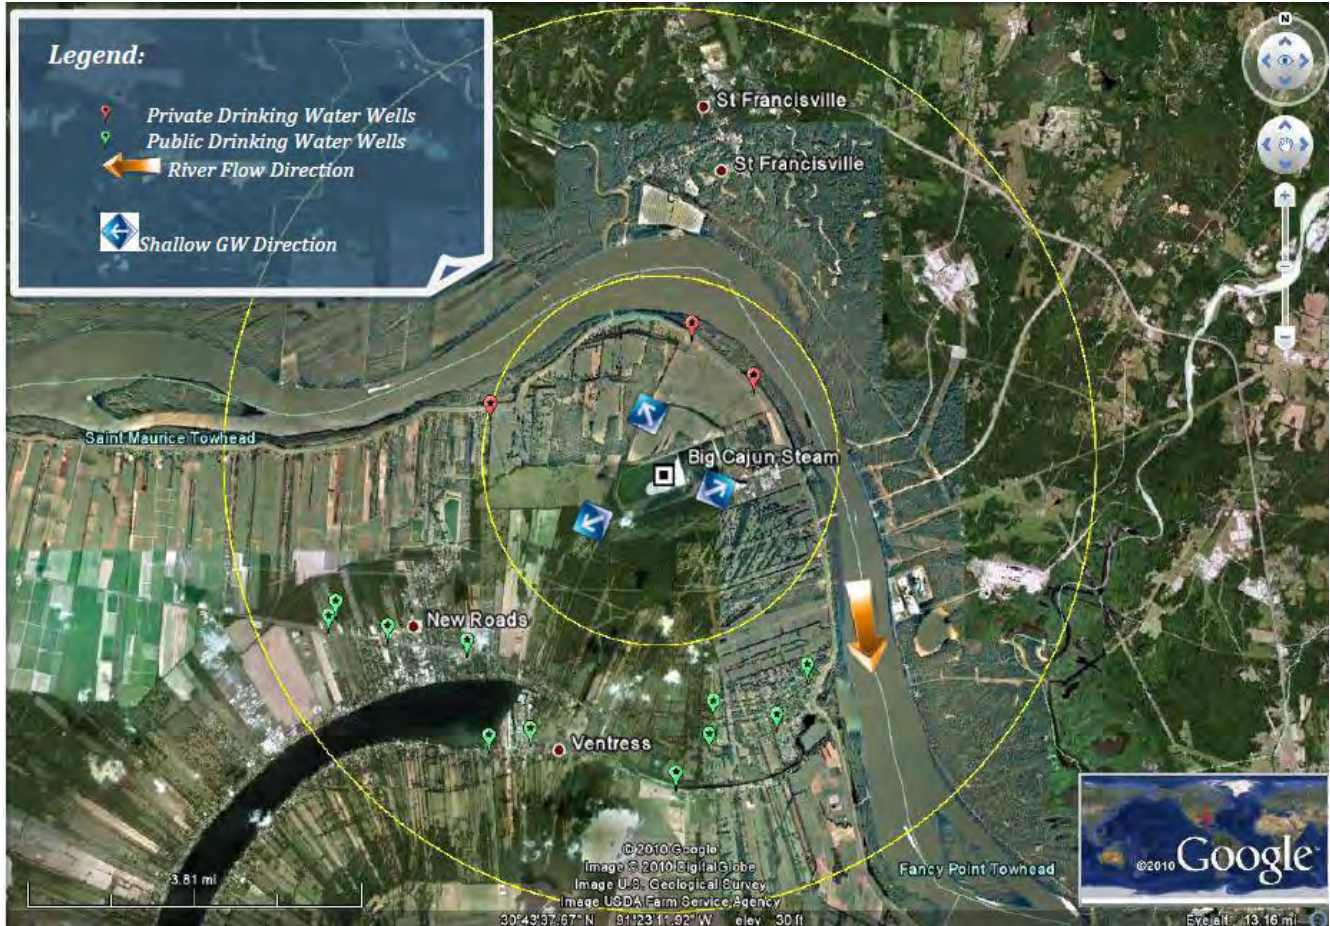 Legend:
Private Drinking Water Wells
Public Drinking Water Wells
River Flow Direction
Shallow GW Direction
N
St Francisville
St Francisville
Saint Maurice Towhead
Big Cajun Steam
New Roads
Ventress
Fancy Point Towhead
3.81 mi
© 2010 Google
Image © 2010 DigitalGlobe
Image U.S. Geological Survey
Image USDA Farm Service Agency
©2010 Google
30°43'37.67" N 91°23'11.92" W elev 30 ft
Eye alt 13.16 mi